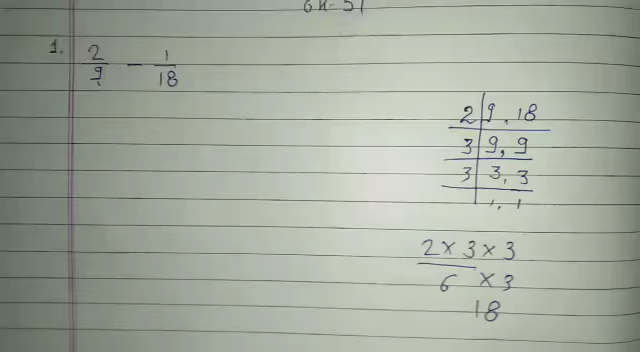 1. 2/9 - 1/18
2 | 9, 18
3 | 9, 9
3 | 3, 3
1, 1
2 × 3 × 3
6 × 3
18